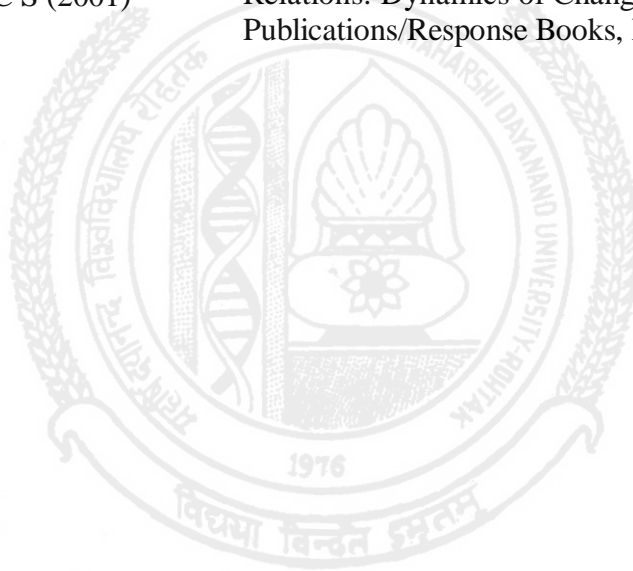 C S (2001)
Relations: Dynamics of Chang
Publications/Response Books,
महर्षि दयानन्द विश्वविद्यालय रोहतक
MAHARSHI DAYANAND UNIVERSITY-ROHTAK
1976
विद्यया विन्दते ऽमृतम्